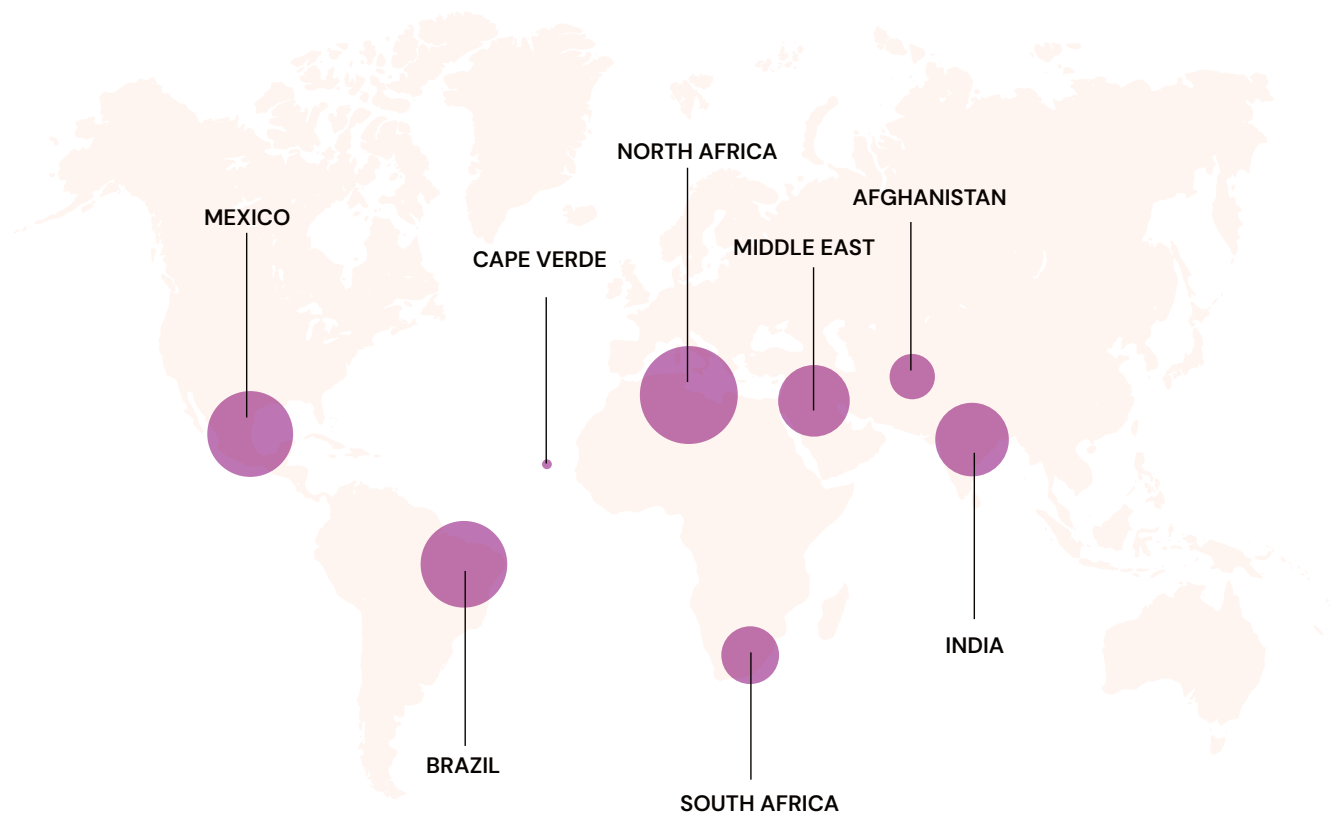 NORTH AFRICA
AFGHANISTAN
MEXICO
MIDDLE EAST
CAPE VERDE
INDIA
BRAZIL
SOUTH AFRICA